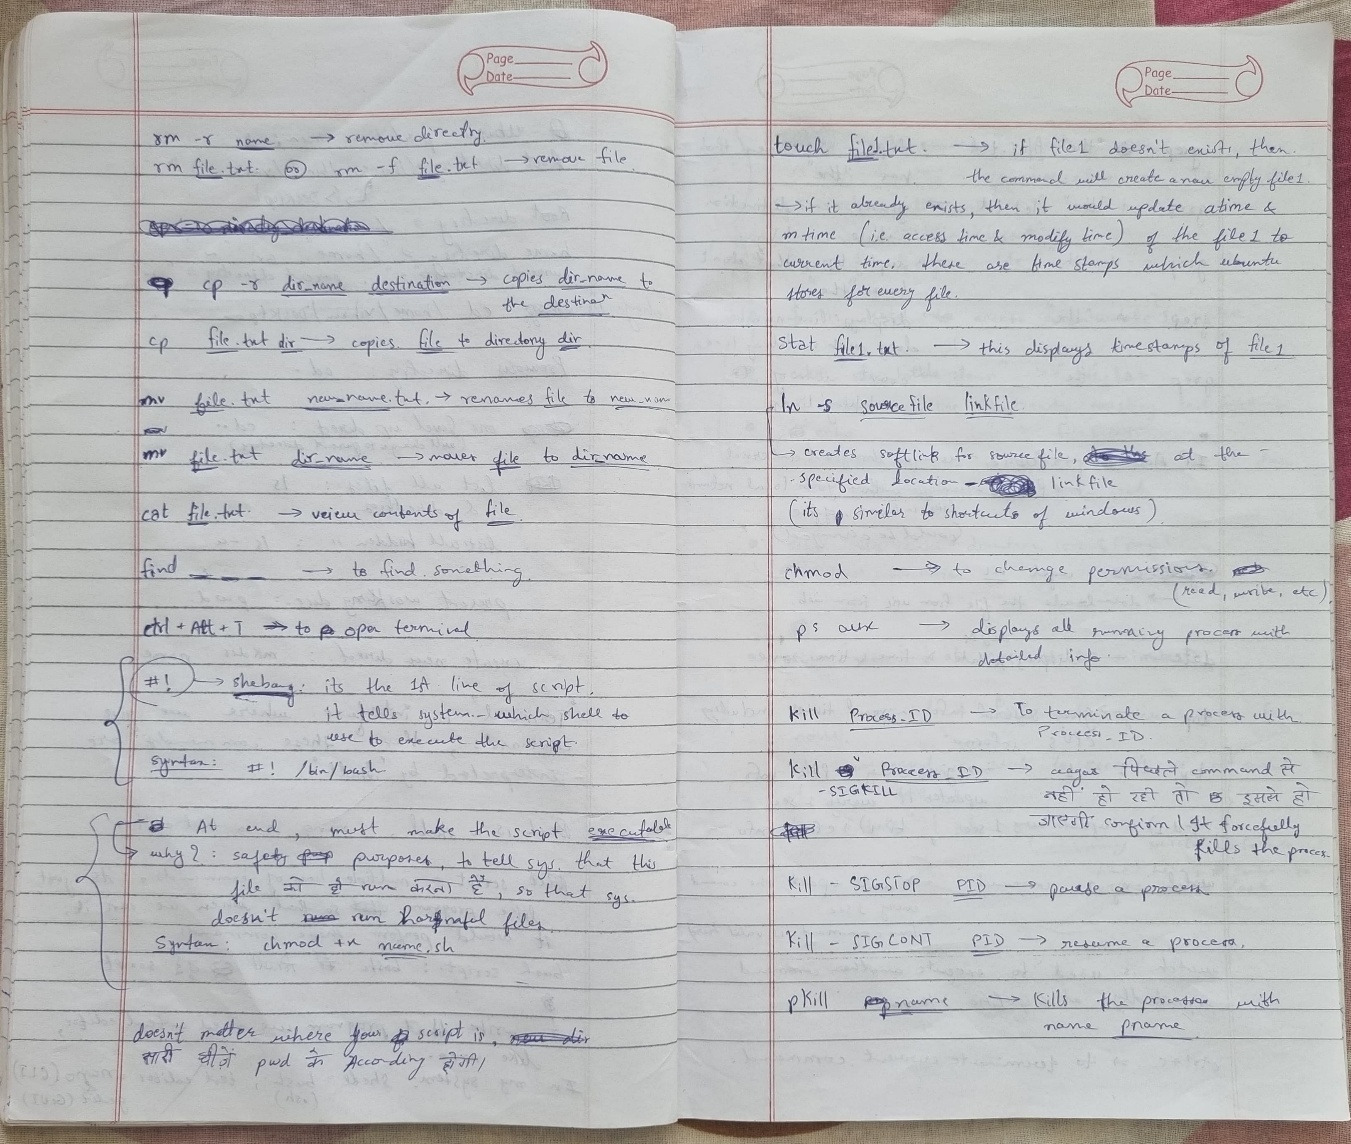 Page
Date
rm -r name → remove directry.
rm file.txt. (or) rm -f file.txt → remove file
cp -r dir_name destination → copies dir_name to
the destinan
cp file.txt dir → copies file to directory dir.
mv file.txt new_name.txt. → renames file to new_nam
mv file.txt dir_name → moves file to dir_name
cat file.txt → veiew contents of file
find _ _ _ → to find something.
ctrl + Alt + T → to open terminal
#! → shebang: its the 1st line of script.
it tells system which shell to
use to execute the script
Syntax: #! /bin/bash
At end, must make the script executable
→ why? : safety purposes, to tell sys. that this
file को ही run करना है, so that sys.
doesn't run harmful files.
Syntax: chmod +x name.sh
doesn't matter where your script is,
सारी चीज़ें pwd के According होंगी।
Page
Date
touch file1.txt. → if file1 doesn't exists, then
the command will create a new empty file1.
→ if it already exists, then it would update atime &
mtime (i.e access time & modify time) of the file1 to
current time, there are time stamps which ubuntu
stores for every file.
Stat file1.txt. → this displays timestamps of file1
ln -s sourcefile linkfile
→ creates softlink for sourcefile, at the
specified location - linkfile
(its similar to shortcuts of windows)
chmod → to change permissions.
(read, write, etc).
ps aux → displays all running process with
detailed info.
Kill Process_ID → To terminate a process with
Process_ID.
Kill Process_ID → aagar पिछले command से
-SIGKILL
नहीं हो रही तो इससे हो
जाएगी confirm | It forcefully
kills the process.
Kill -SIGSTOP PID → pause a process
Kill -SIGCONT PID → resume a process.
pkill name → Kills the processes with
name pname